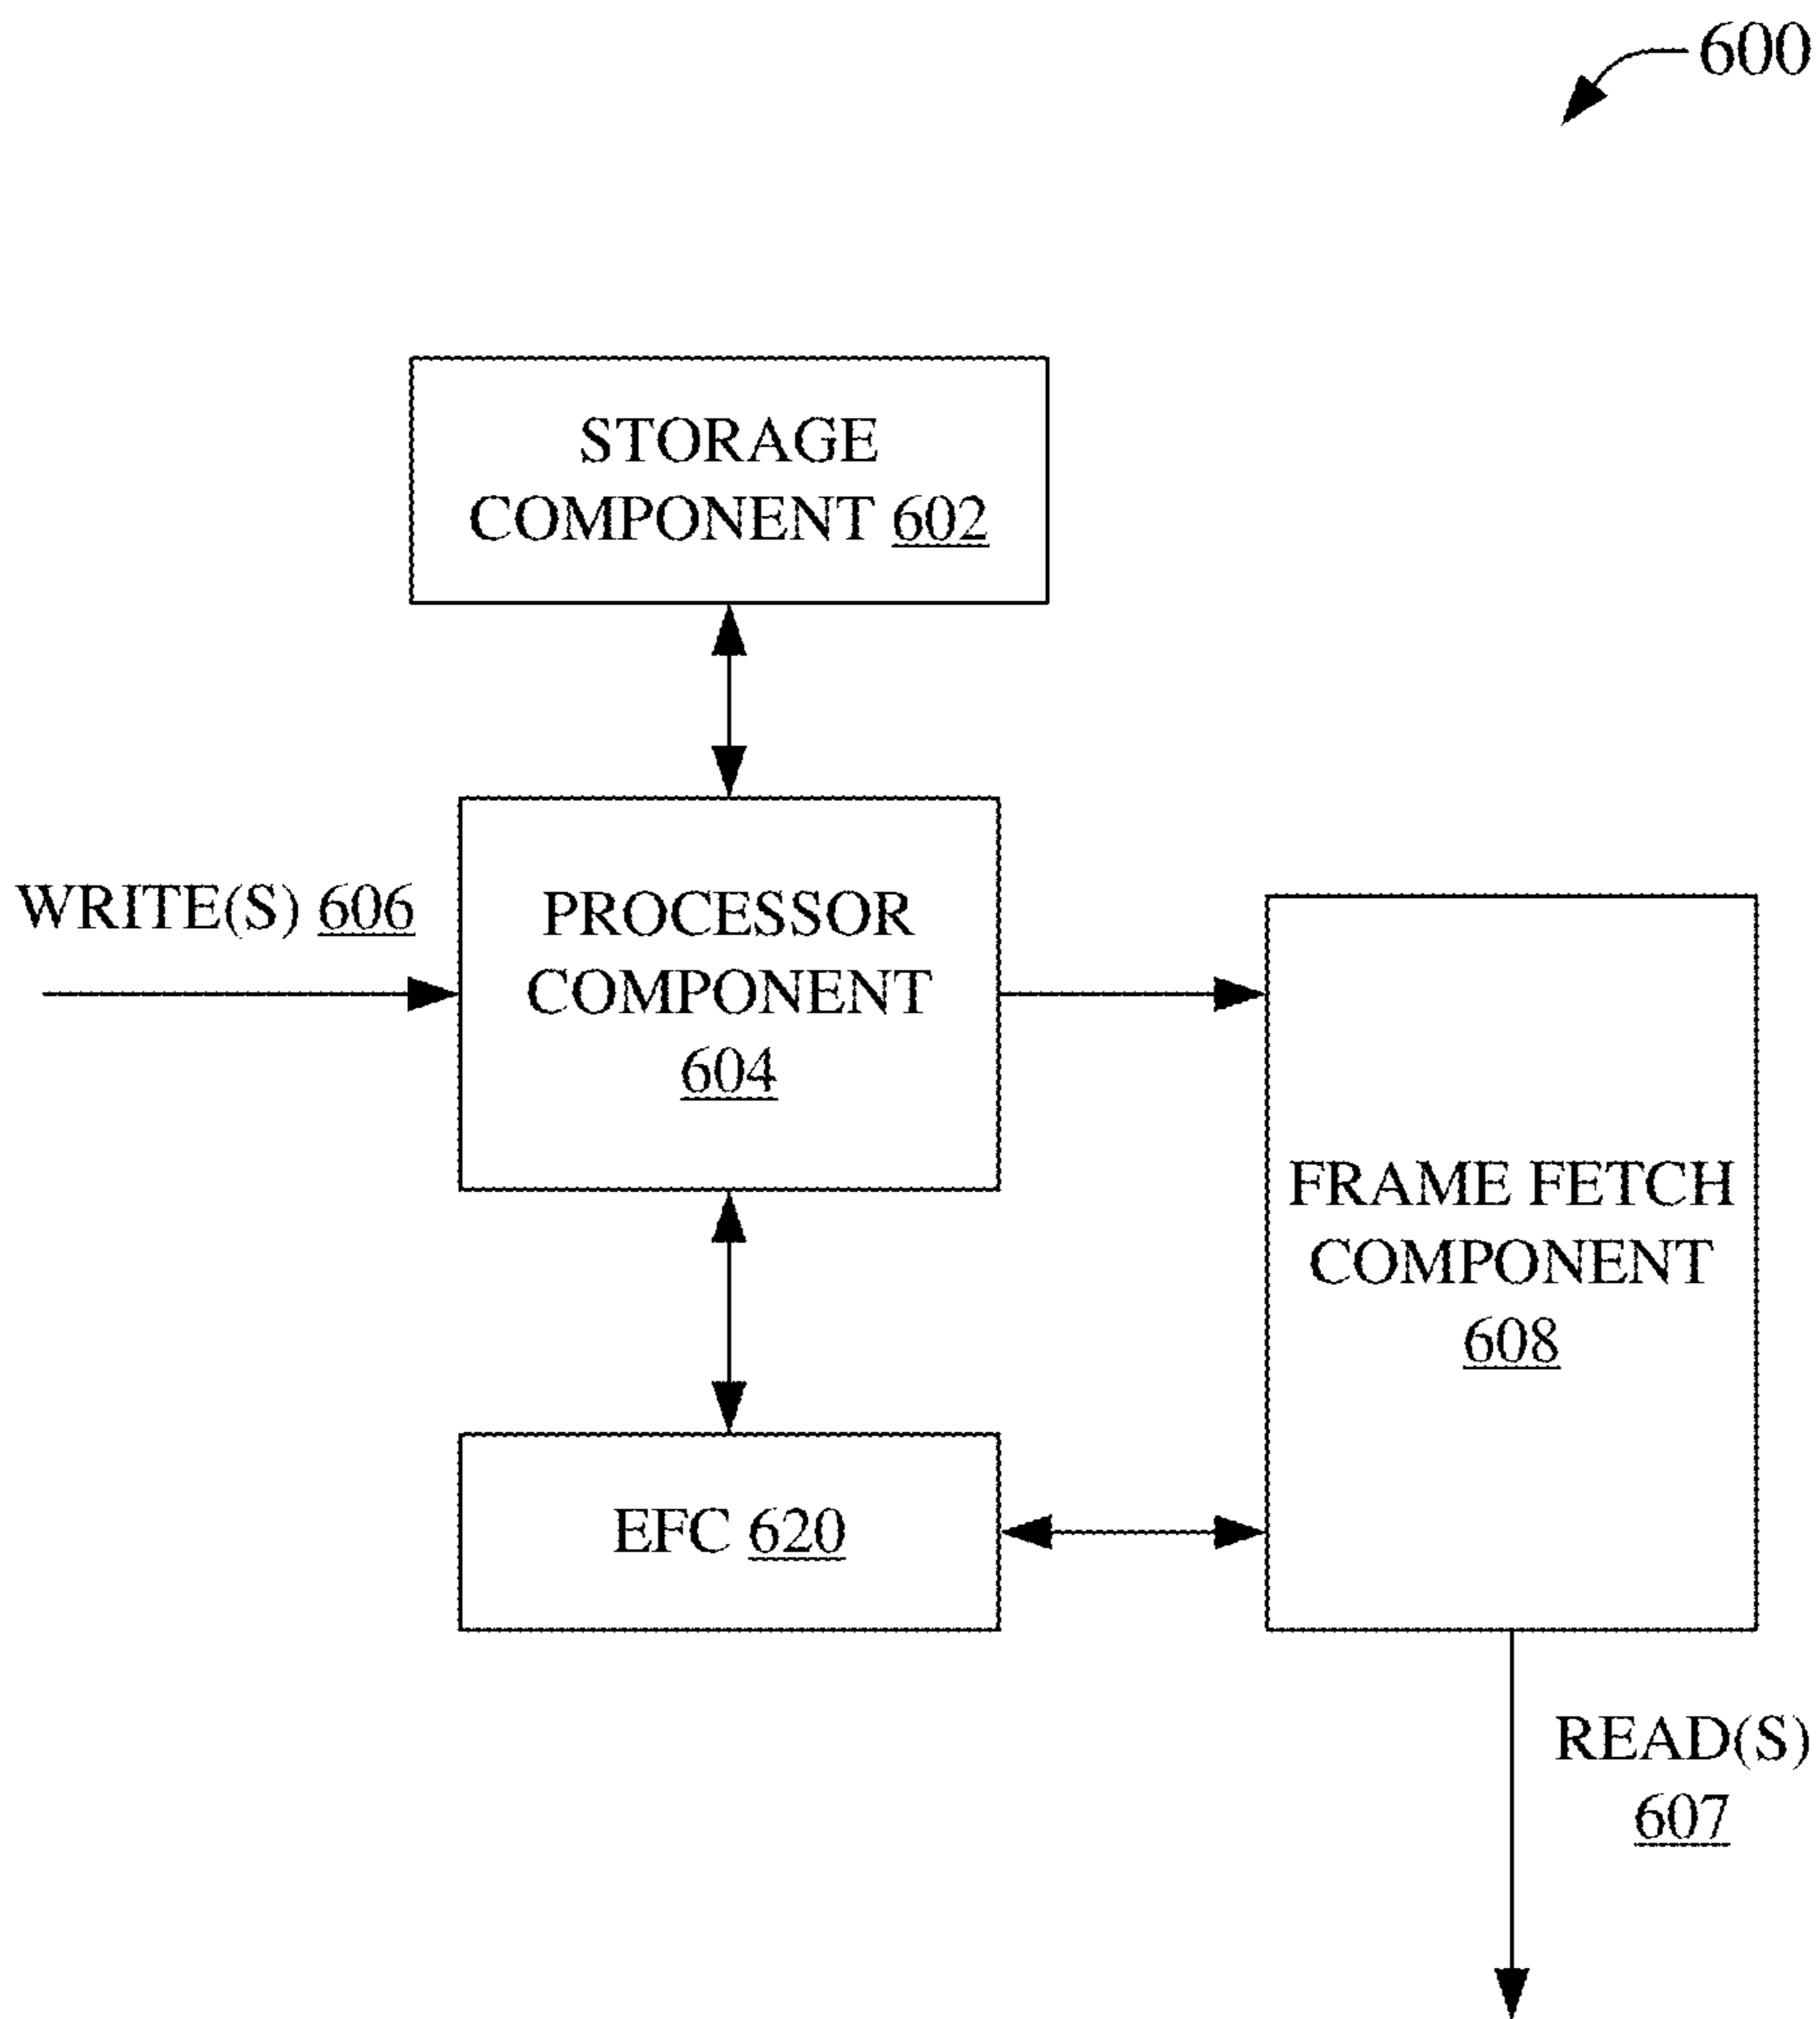 600
STORAGE
COMPONENT 602
WRITE(S) 606
PROCESSOR
COMPONENT
604
FRAME FETCH
COMPONENT
608
EFC 620
READ(S)
607